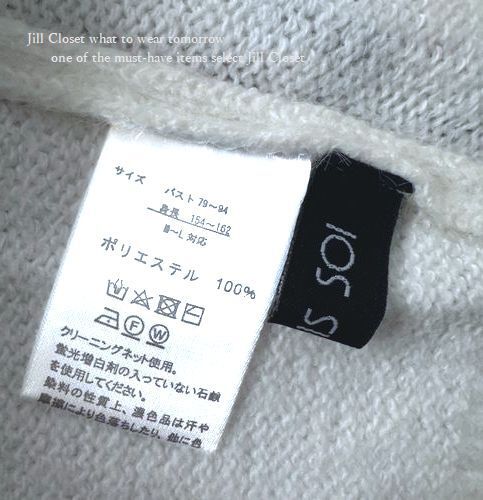 Jill Closet what to wear tomorrow
one of the must-have items select Jill Closet.
サイズ バスト 79〜94
身長 154〜162
M〜L 対応
ポリエステル 100%
F W
クリーニングネット使用。
蛍光増白剤の入っていない石鹸
を使用してください。
染料の性質上、濃色品は汗や
摩擦により色落ちしたり、他に色
IS SOI